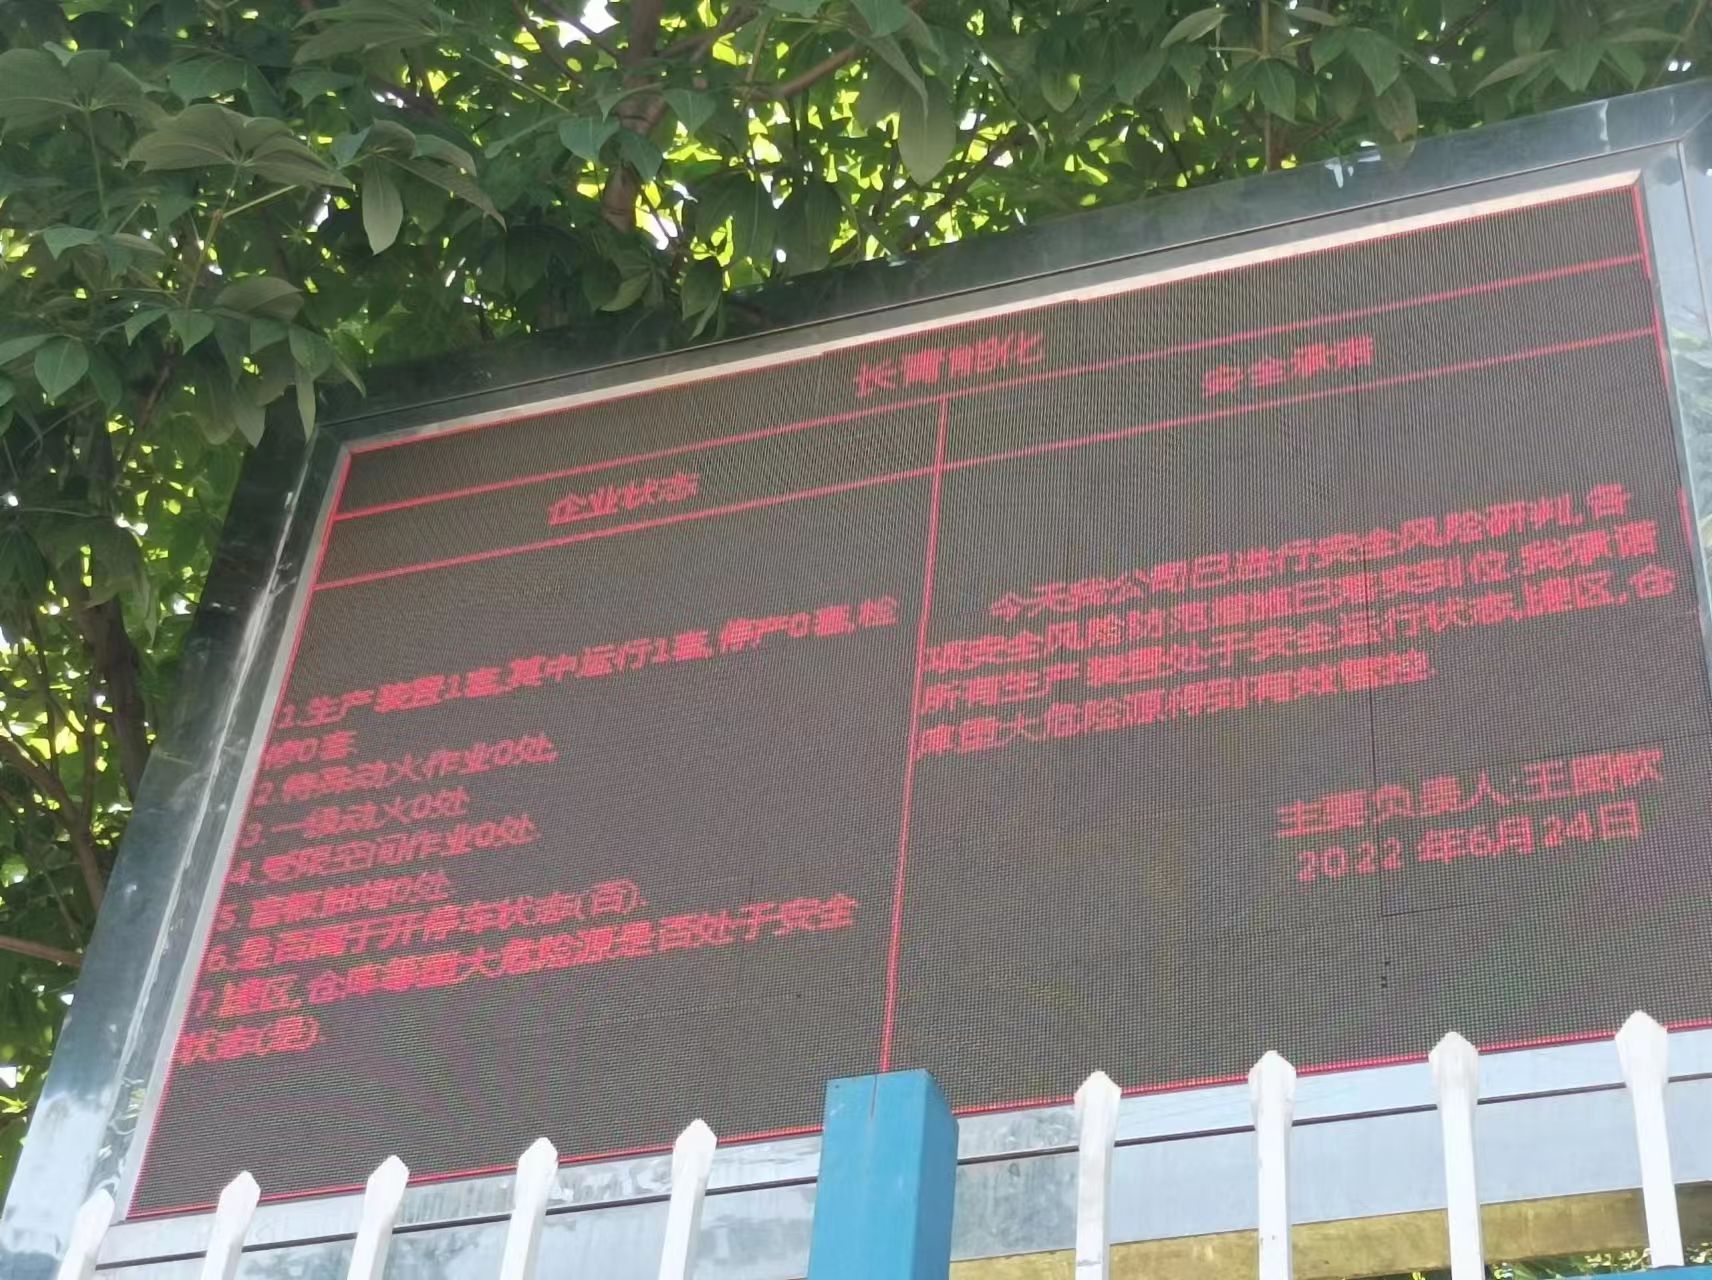 长青能化
企业状态
1.生产装置1套,其中运行1套,停产0套,检
修0套
2.特殊动火作业0处,
3.一级动火0处
4.受限空间作业0处
5.盲板抽堵0处
6.是否属于开停车状态(否),
7.罐区,仓库等重大危险源是否处于安全
状态(是).
安全承诺
今天我公司已进行安全风险研判,各
项安全风险防范措施已落实到位,我承诺
所有生产装置处于安全运行状态,罐区,仓
库重大危险源得到有效管控.
主要负责人:王
2022年6月24日